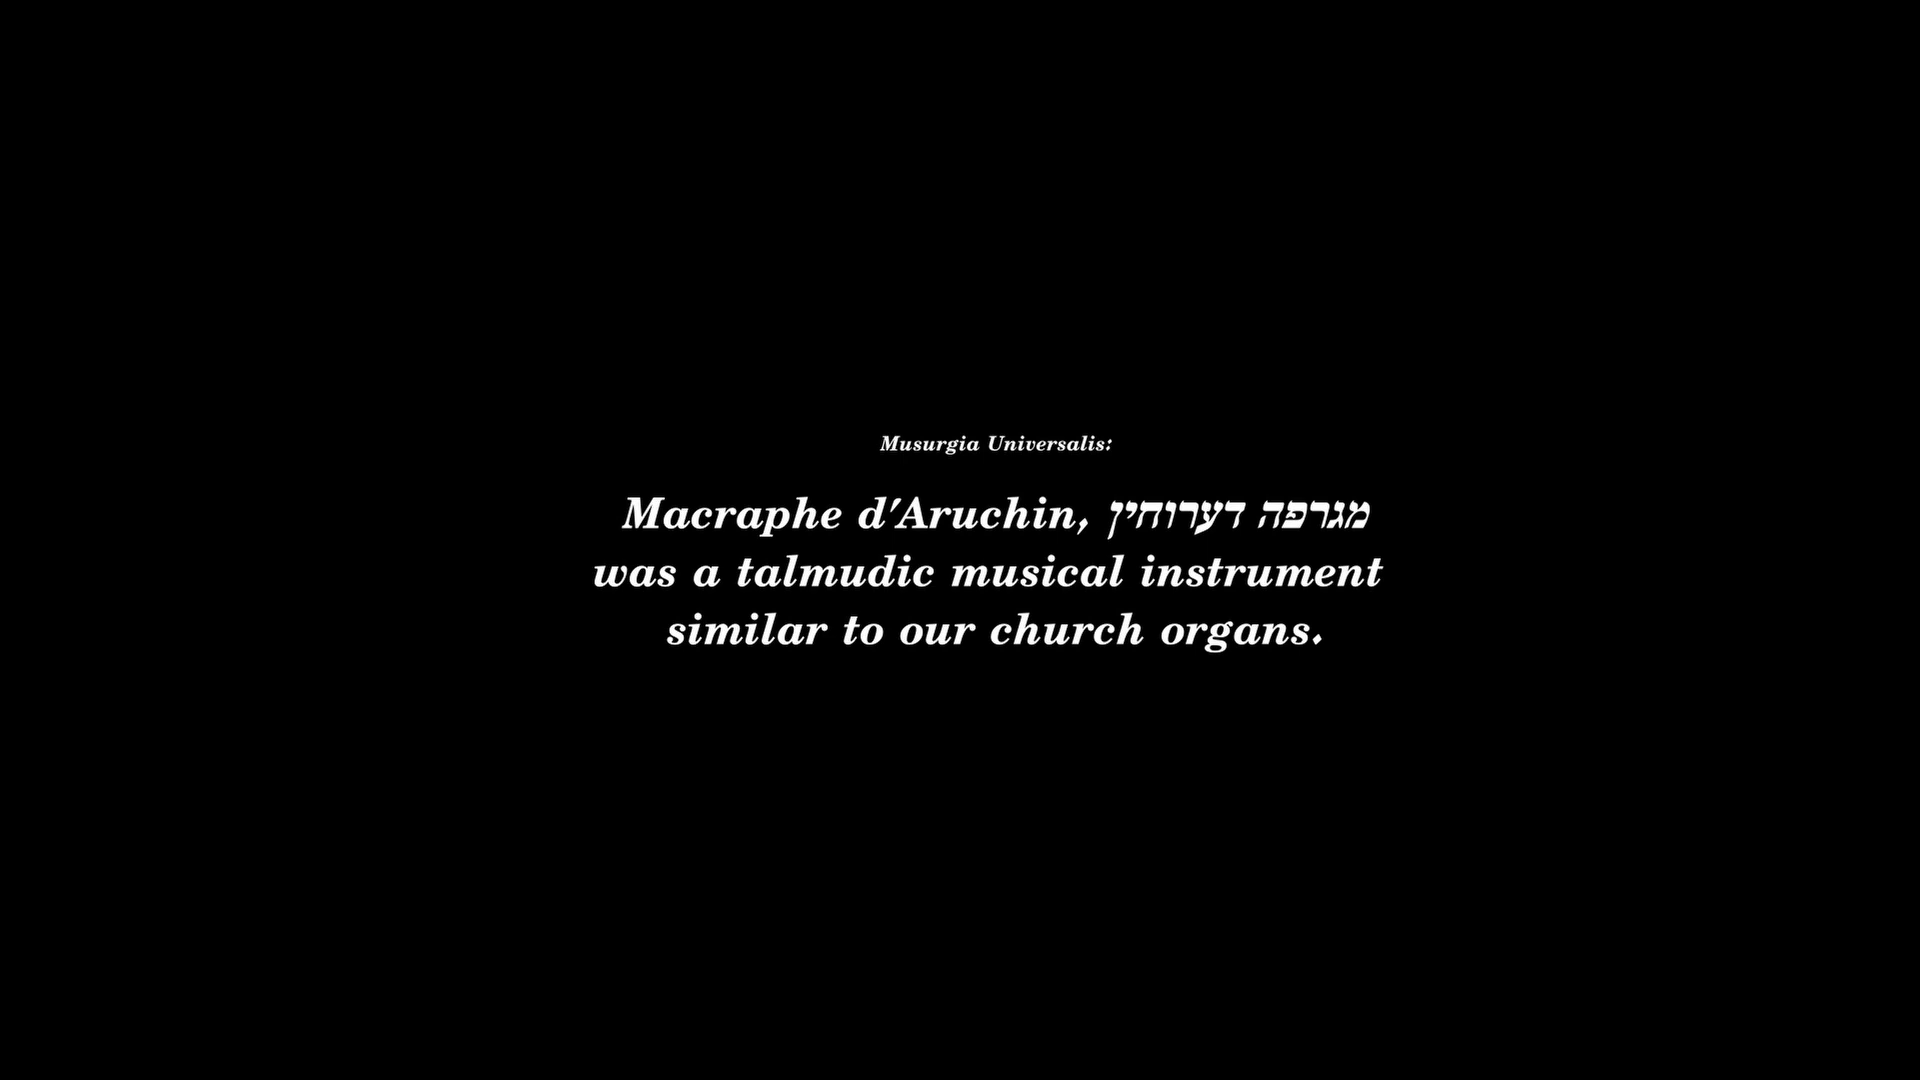 Musurgia Universalis:
Macraphe d'Aruchin, מגרפה דערוחין
was a talmudic musical instrument
similar to our church organs.